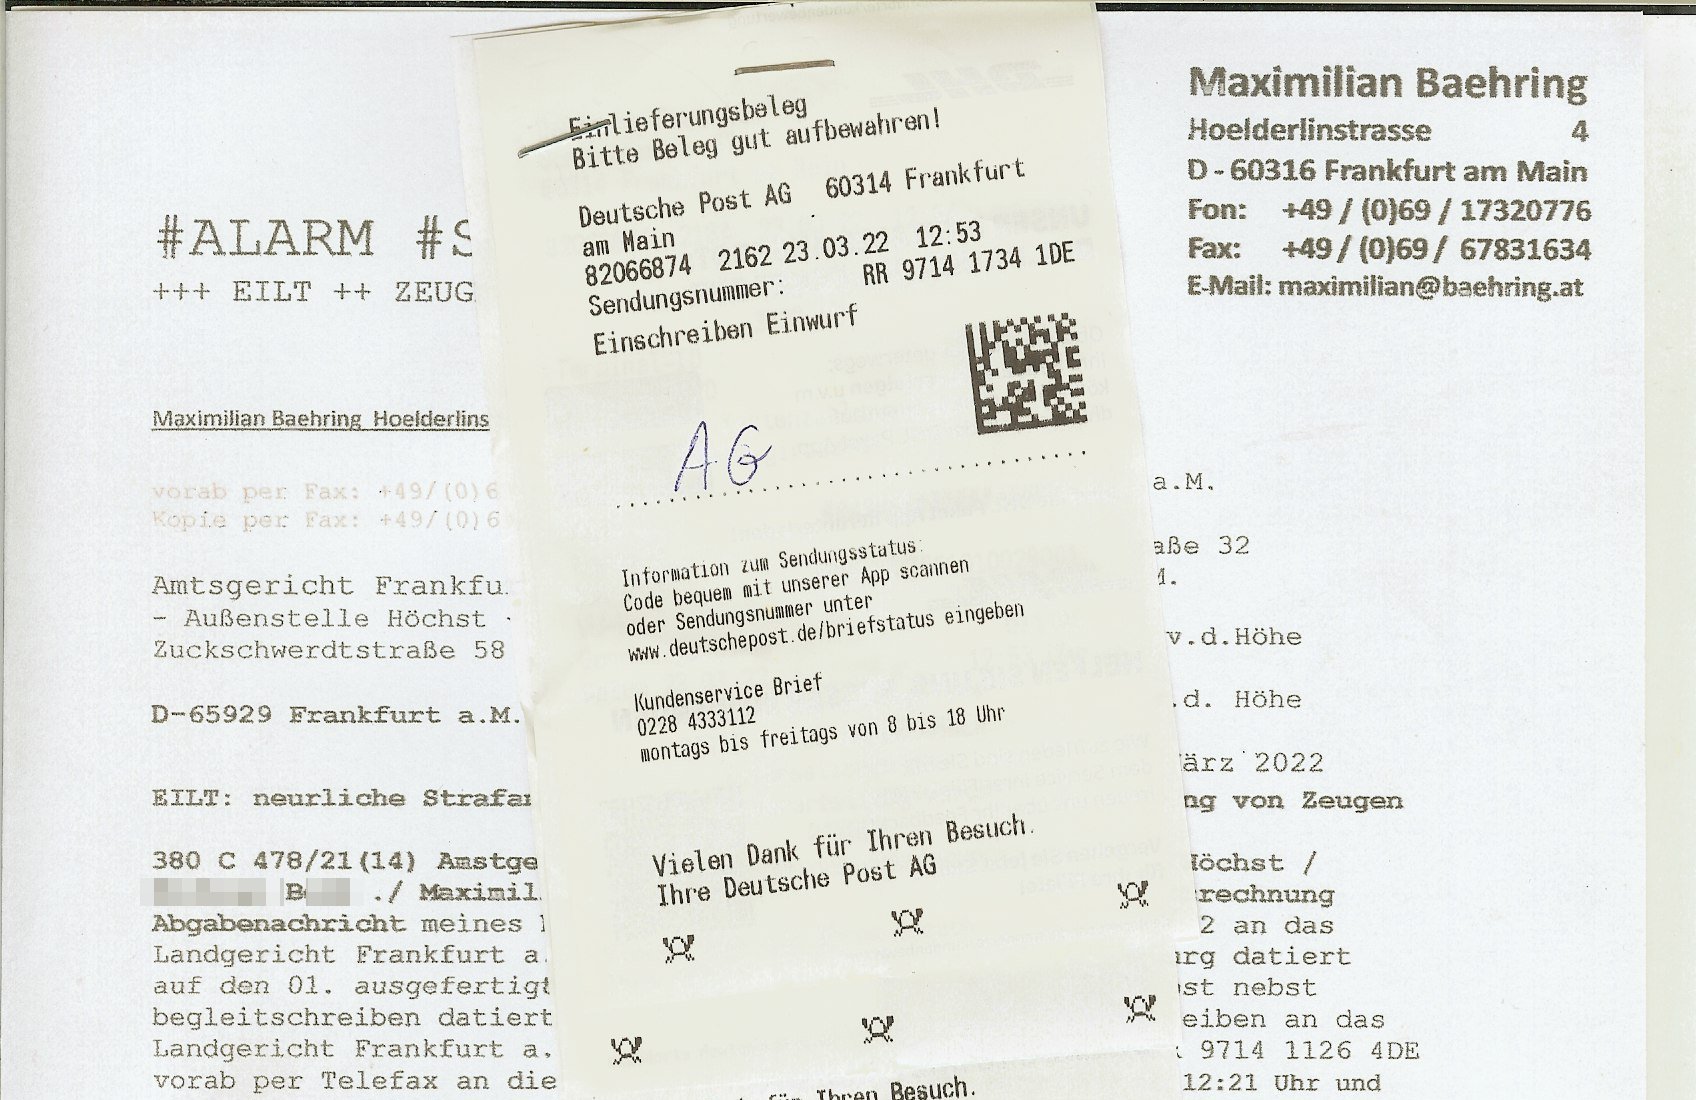 Maximilian Baehring
Hoelderlinstrasse 4
D - 60316 Frankfurt am Main
Fon: +49 / (0)69 / 17320776
Fax: +49 / (0)69 / 67831634
E-Mail: maximilian@baehring.at
#ALARM #S
+++ EILT ++ ZEUG
Maximilian Baehring Hoelderlins
vorab per Fax: +49/(0)6
Kopie per Fax: +49/(0)6
Amtsgericht Frankfu
- Außenstelle Höchst -
Zuckschwerdtstraße 58
D-65929 Frankfurt a.M.
EILT: neurliche Strafa
380 C 478/21(14) Amstge
B ./ Maximil
Abgabenachricht meines
Landgericht Frankfurt a.
auf den 01. ausgefertigt
begleitschreiben datiert
Landgericht Frankfurt a.
vorab per Telefax an die
Einlieferungsbeleg
Bitte Beleg gut aufbewahren!
Deutsche Post AG 60314 Frankfurt
am Main
82066874 2162 23.03.22 12:53
Sendungsnummer: RR 9714 1734 1DE
Einschreiben Einwurf
AG
Information zum Sendungsstatus:
Code bequem mit unserer App scannen
oder Sendungsnummer unter
www.deutschepost.de/briefstatus eingeben
Kundenservice Brief
0228 4333112
montags bis freitags von 8 bis 18 Uhr
Vielen Dank für Ihren Besuch.
Ihre Deutsche Post AG
für Ihren Besuch.
a.M.
aße 32
M.
v.d.Höhe
.d. Höhe
ärz 2022
ng von Zeugen
Höchst /
rechnung
2 an das
urg datiert
st nebst
eiben an das
9714 1126 4DE
12:21 Uhr und